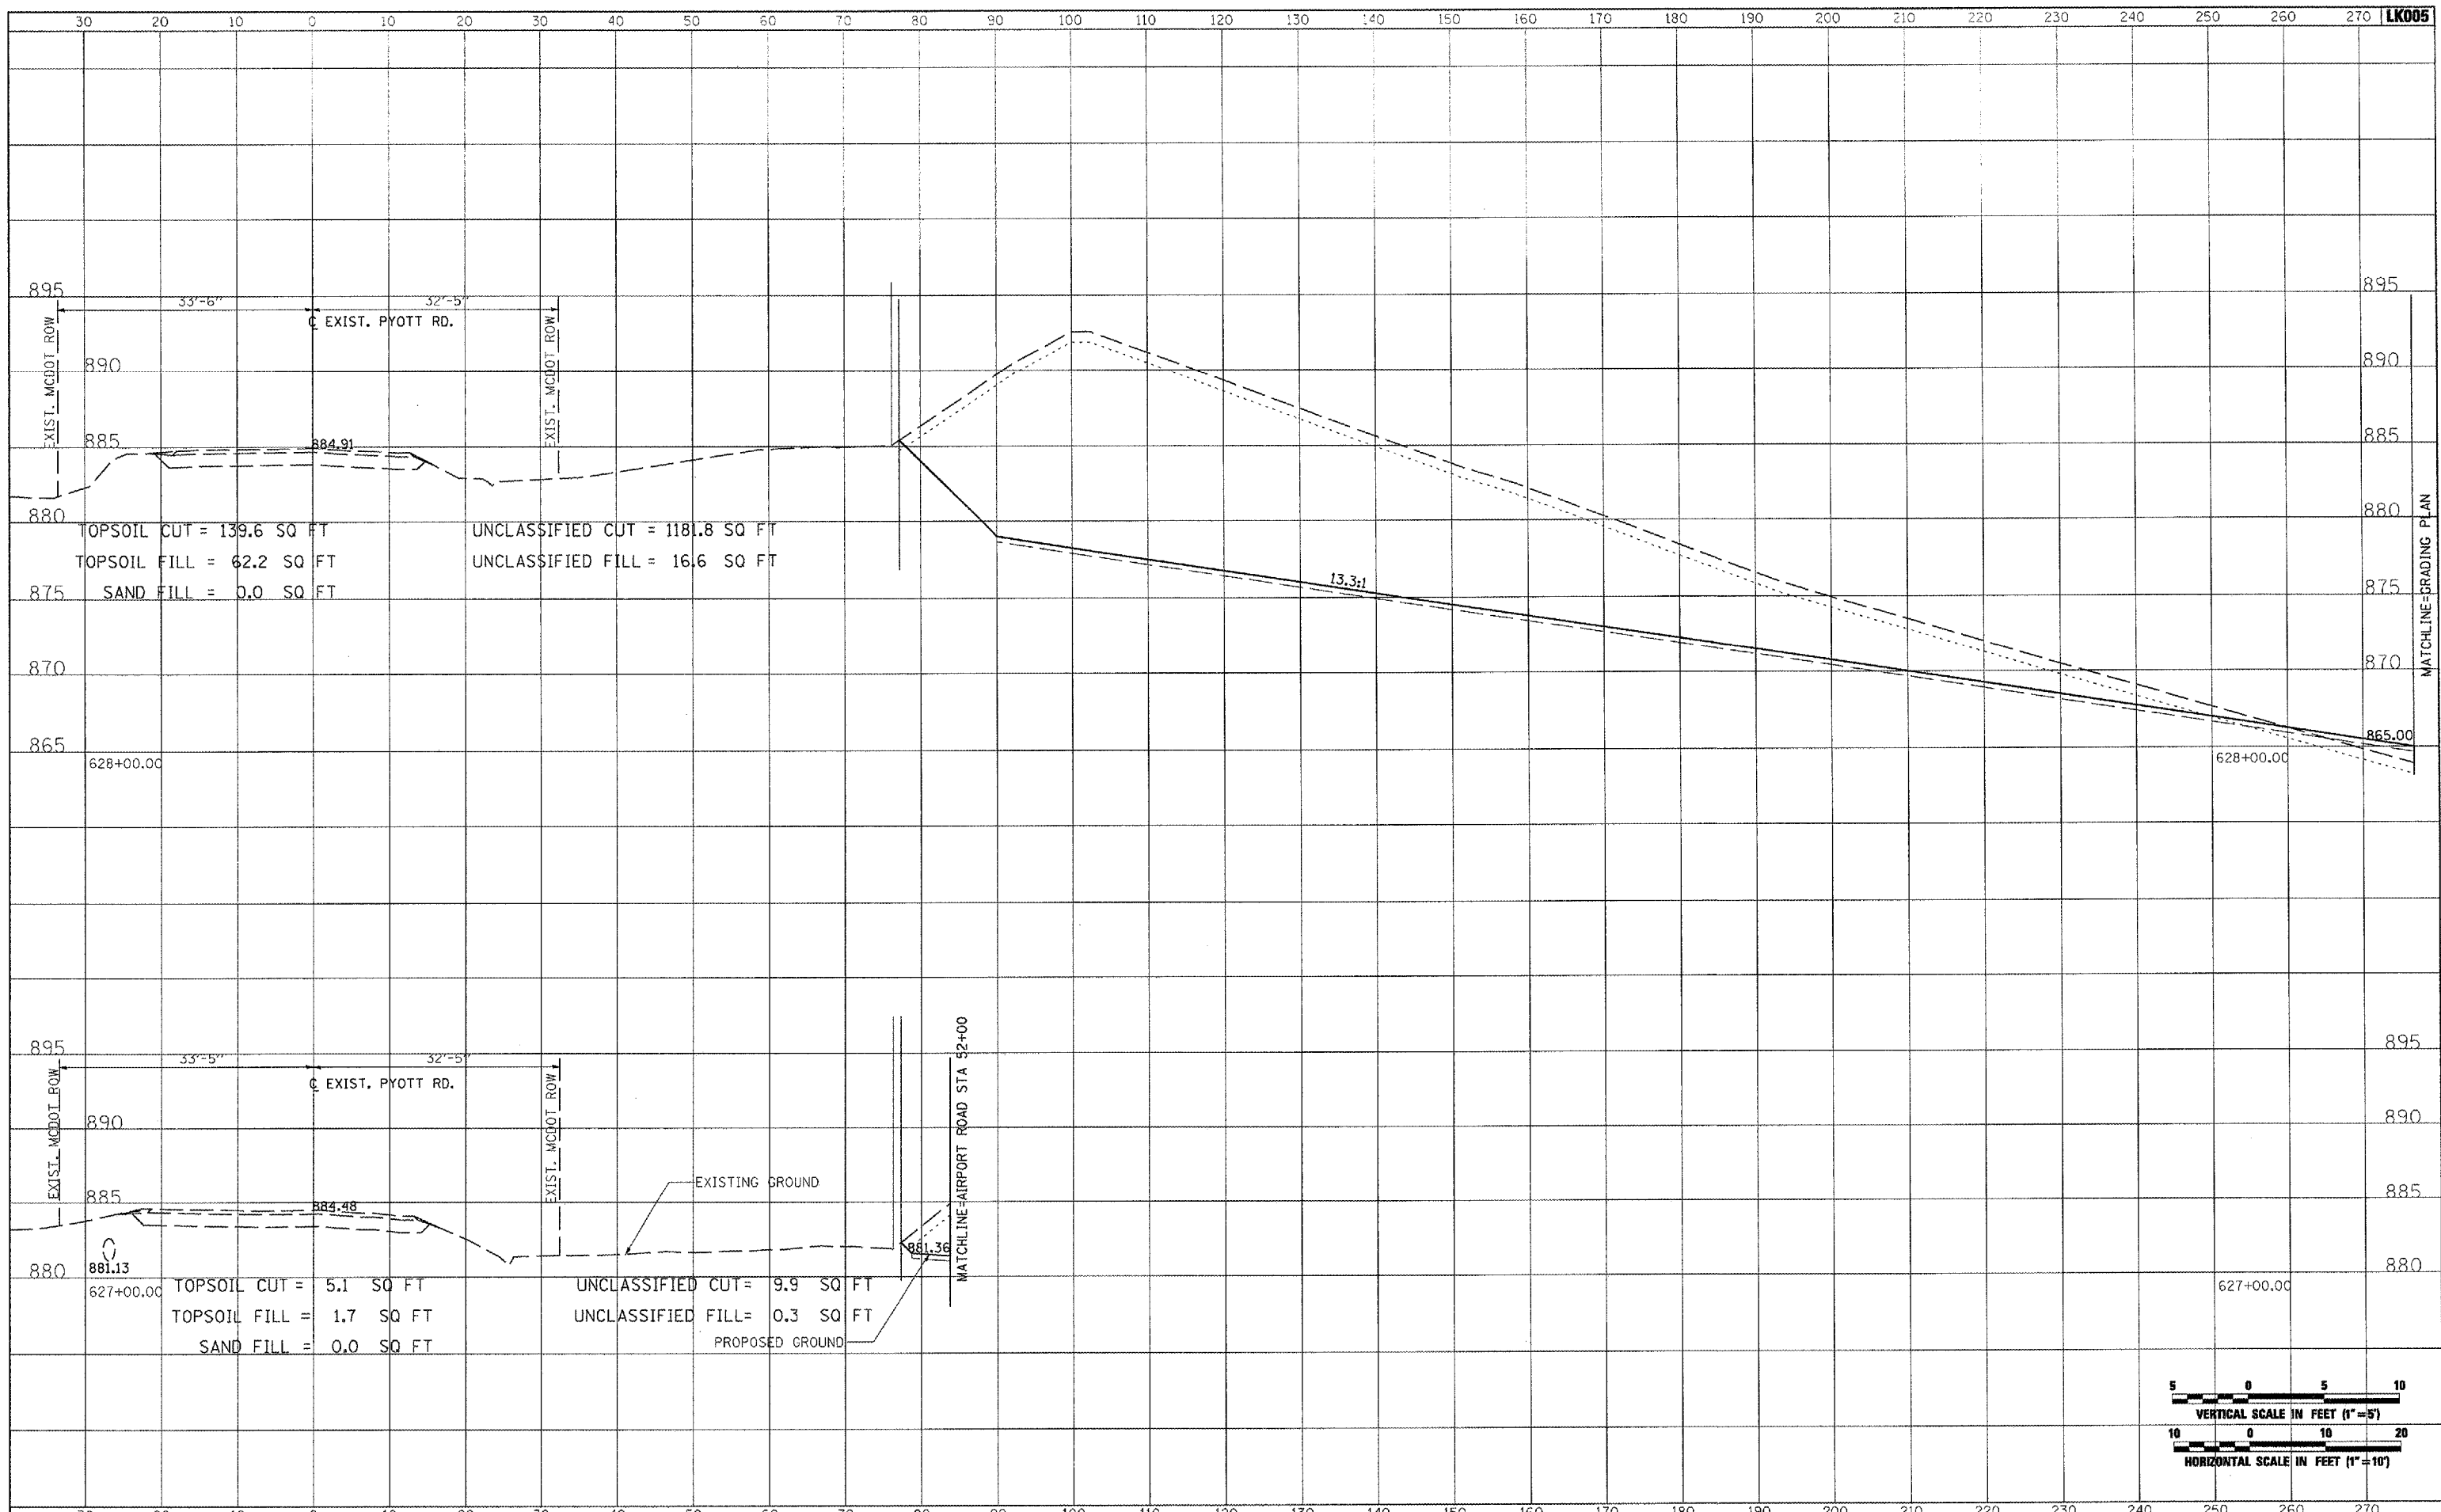 30 20 10 0 10 20 30 40 50 60 70 80 90 100 110 120 130 140 150 160 170 180 190 200 210 220 230 240 250 260 270 LK005
895 33'-6" 32'-5" 895
℄ EXIST. PYOTT RD.
EXIST. MCDOT ROW
EXIST. MCDOT ROW
890 890
885 884.91 885
880 880
TOPSOIL CUT = 139.6 SQ FT UNCLASSIFIED CUT = 1181.8 SQ FT
TOPSOIL FILL = 62.2 SQ FT UNCLASSIFIED FILL = 16.6 SQ FT
SAND FILL = 0.0 SQ FT
MATCHLINE=GRADING PLAN
875 13.3:1 875
870 870
865 865.00
628+00.00 628+00.00
895 33'-5" 32'-5" 895
℄ EXIST. PYOTT RD.
EXIST. MCDOT ROW
EXIST. MCDOT ROW
MATCHLINE=AIRPORT ROAD STA 52+00
890 890
EXISTING GROUND
885 884.48 885
881.36
881.13
880 880
627+00.00 627+00.00
TOPSOIL CUT = 5.1 SQ FT UNCLASSIFIED CUT= 9.9 SQ FT
TOPSOIL FILL = 1.7 SQ FT UNCLASSIFIED FILL= 0.3 SQ FT
SAND FILL = 0.0 SQ FT
PROPOSED GROUND
5 0 5 10
VERTICAL SCALE IN FEET (1"=5')
10 0 10 20
HORIZONTAL SCALE IN FEET (1"=10')